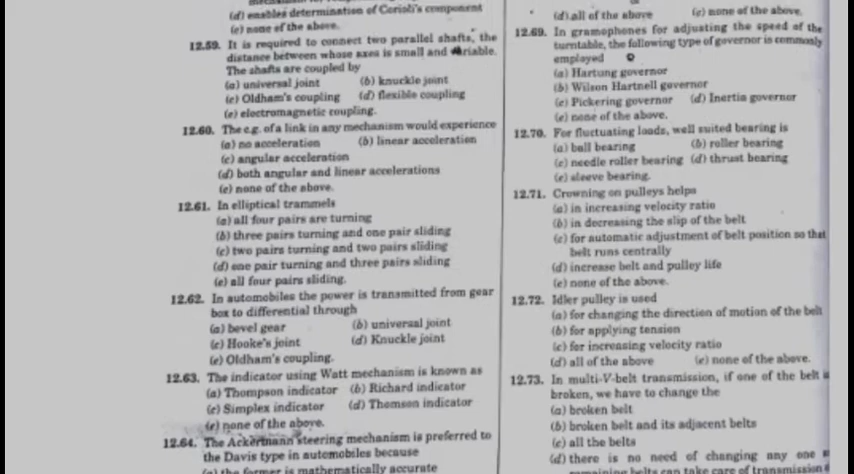 (d) enables determination of Corioli's component
(e) none of the above.
12.59. It is required to connect two parallel shafts, the
distance between whose axes is small and variable.
The shafts are coupled by
(a) universal joint (b) knuckle joint
(c) Oldham's coupling (d) flexible coupling
(e) electromagnetic coupling.
12.60. The c.g. of a link in any mechanism would experience
(a) no acceleration (b) linear acceleration
(c) angular acceleration
(d) both angular and linear accelerations
(e) none of the above.
12.61. In elliptical trammels
(a) all four pairs are turning
(b) three pairs turning and one pair sliding
(c) two pairs turning and two pairs sliding
(d) one pair turning and three pairs sliding
(e) all four pairs sliding.
12.62. In automobiles the power is transmitted from gear
box to differential through
(a) bevel gear (b) universal joint
(c) Hooke's joint (d) Knuckle joint
(e) Oldham's coupling.
12.63. The indicator using Watt mechanism is known as
(a) Thompson indicator (b) Richard indicator
(c) Simplex indicator (d) Thomson indicator
(e) none of the above.
12.64. The Ackermann steering mechanism is preferred to
the Davis type in automobiles because
(a) the former is mathematically accurate
(d) all of the above (e) none of the above.
12.69. In gramophones for adjusting the speed of the
turntable, the following type of governor is commonly
employed
(a) Hartung governor
(b) Wilson Hartnell governor
(c) Pickering governor (d) Inertia governor
(e) none of the above.
12.70. For fluctuating loads, well suited bearing is
(a) ball bearing (b) roller bearing
(c) needle roller bearing (d) thrust bearing
(e) sleeve bearing.
12.71. Crowning on pulleys helps
(a) in increasing velocity ratio
(b) in decreasing the slip of the belt
(c) for automatic adjustment of belt position so that
belt runs centrally
(d) increase belt and pulley life
(e) none of the above.
12.72. Idler pulley is used
(a) for changing the direction of motion of the belt
(b) for applying tension
(c) for increasing velocity ratio
(d) all of the above (e) none of the above.
12.73. In multi-V-belt transmission, if one of the belt
broken, we have to change the
(a) broken belt
(b) broken belt and its adjacent belts
(c) all the belts
(d) there is no need of changing any one
remaining belts can take care of transmission